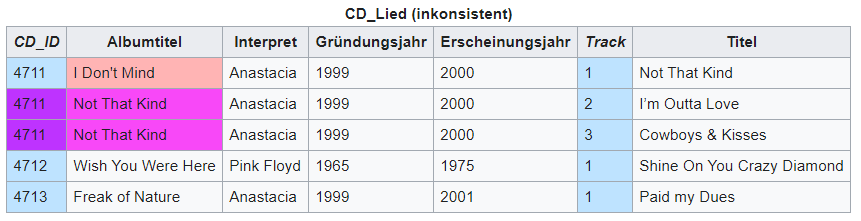 CD_Lied (inkonsistent)
CD_ID Albumtitel Interpret Gründungsjahr Erscheinungsjahr Track Titel
4711 I Don't Mind Anastacia 1999 2000 1 Not That Kind
4711 Not That Kind Anastacia 1999 2000 2 I’m Outta Love
4711 Not That Kind Anastacia 1999 2000 3 Cowboys & Kisses
4712 Wish You Were Here Pink Floyd 1965 1975 1 Shine On You Crazy Diamond
4713 Freak of Nature Anastacia 1999 2001 1 Paid my Dues